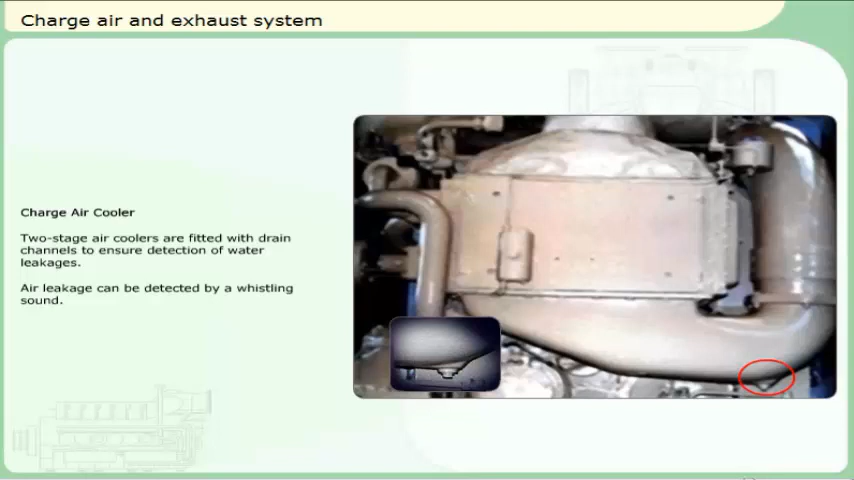 Charge air and exhaust system
Charge Air Cooler
Two-stage air coolers are fitted with drain
channels to ensure detection of water
leakages.
Air leakage can be detected by a whistling
sound.